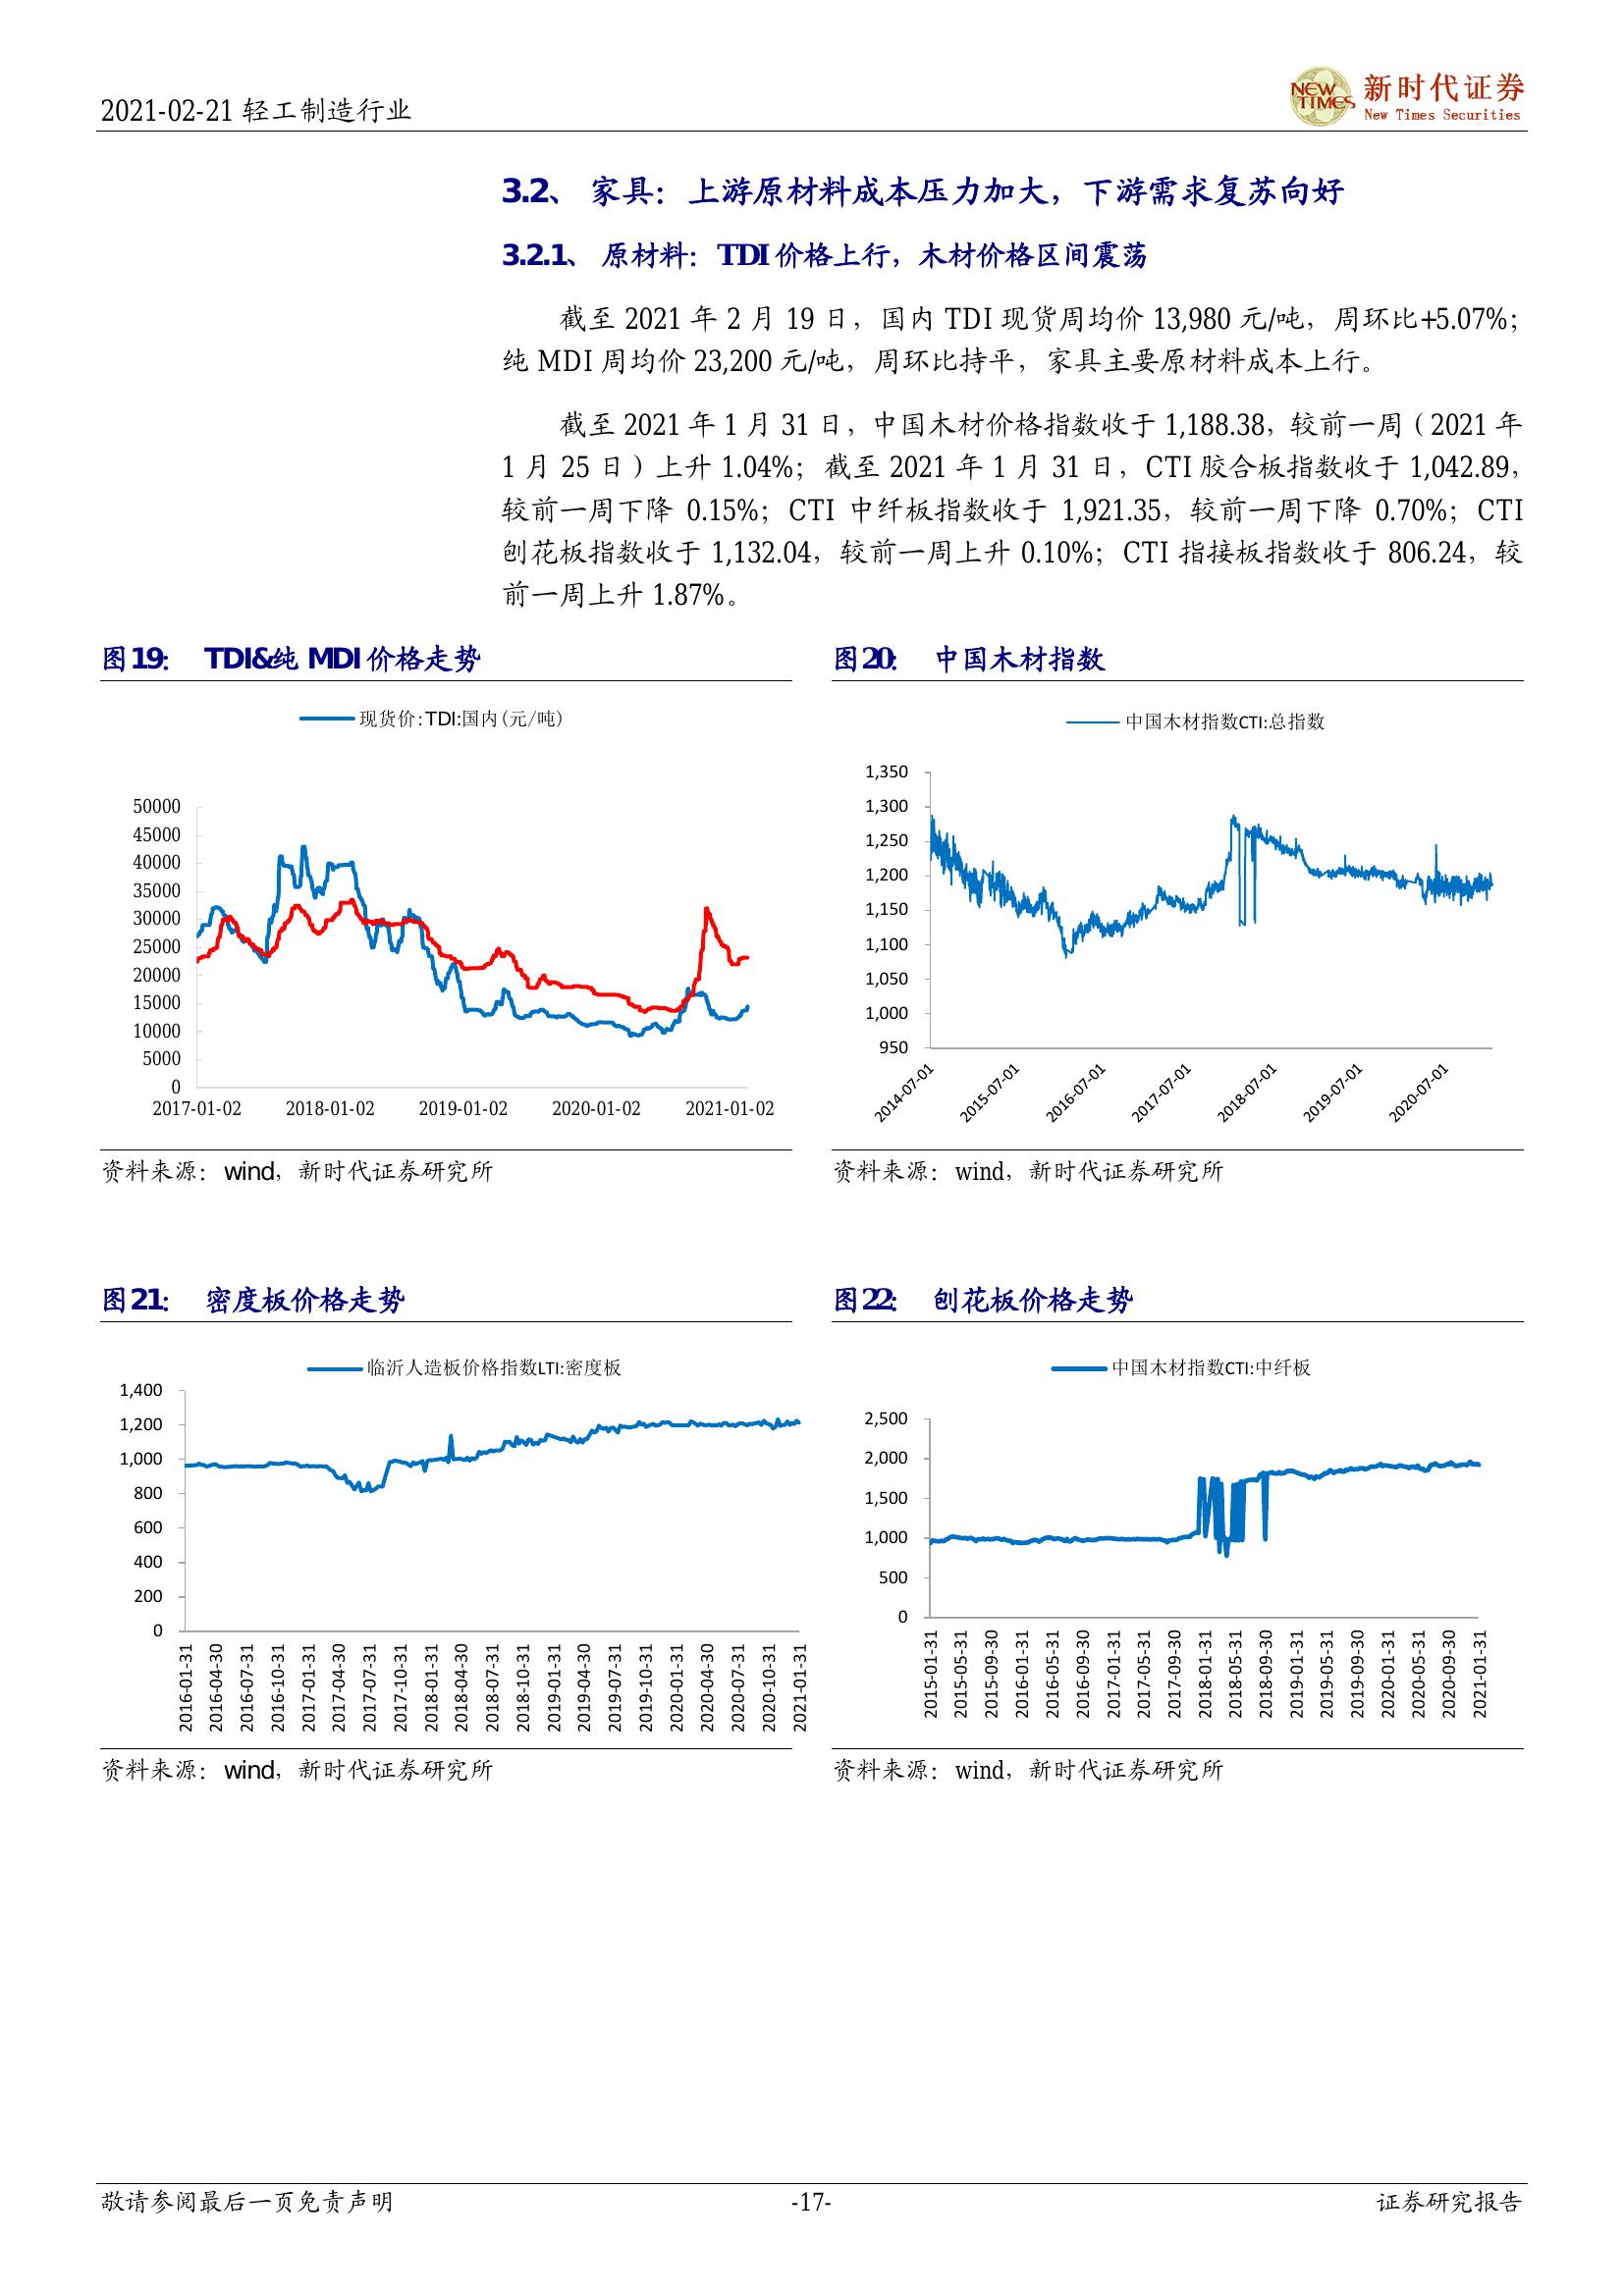 2021-02-21 轻工制造行业
NEW TIMES
新时代证券
New Times Securities
3.2、 家具：上游原材料成本压力加大，下游需求复苏向好
3.2.1、 原材料：TDI 价格上行，木材价格区间震荡
截至 2021 年 2 月 19 日，国内 TDI 现货周均价 13,980 元/吨，周环比+5.07%；
纯 MDI 周均价 23,200 元/吨，周环比持平，家具主要原材料成本上行。
截至 2021 年 1 月 31 日，中国木材价格指数收于 1,188.38，较前一周（2021 年
1 月 25 日）上升 1.04%；截至 2021 年 1 月 31 日，CTI 胶合板指数收于 1,042.89，
较前一周下降 0.15%；CTI 中纤板指数收于 1,921.35，较前一周下降 0.70%；CTI
刨花板指数收于 1,132.04，较前一周上升 0.10%；CTI 指接板指数收于 806.24，较
前一周上升 1.87%。
图19： TDI&纯 MDI 价格走势
现货价:TDI:国内(元/吨)
50000
45000
40000
35000
30000
25000
20000
15000
10000
5000
0
2017-01-02 2018-01-02 2019-01-02 2020-01-02 2021-01-02
资料来源：wind，新时代证券研究所
图20： 中国木材指数
中国木材指数CTI:总指数
1,350
1,300
1,250
1,200
1,150
1,100
1,050
1,000
950
2014-07-01 2015-07-01 2016-07-01 2017-07-01 2018-07-01 2019-07-01 2020-07-01
资料来源：wind，新时代证券研究所
图21： 密度板价格走势
临沂人造板价格指数LTI:密度板
1,400
1,200
1,000
800
600
400
200
0
2016-01-31 2016-04-30 2016-07-31 2016-10-31 2017-01-31 2017-04-30 2017-07-31 2017-10-31 2018-01-31 2018-04-30 2018-07-31 2018-10-31 2019-01-31 2019-04-30 2019-07-31 2019-10-31 2020-01-31 2020-04-30 2020-07-31 2020-10-31 2021-01-31
资料来源：wind，新时代证券研究所
图22： 刨花板价格走势
中国木材指数CTI:中纤板
2,500
2,000
1,500
1,000
500
0
2015-01-31 2015-05-31 2015-09-30 2016-01-31 2016-05-31 2016-09-30 2017-01-31 2017-05-31 2017-09-30 2018-01-31 2018-05-31 2018-09-30 2019-01-31 2019-05-31 2019-09-30 2020-01-31 2020-05-31 2020-09-30 2021-01-31
资料来源：wind，新时代证券研究所
敬请参阅最后一页免责声明 -17- 证券研究报告